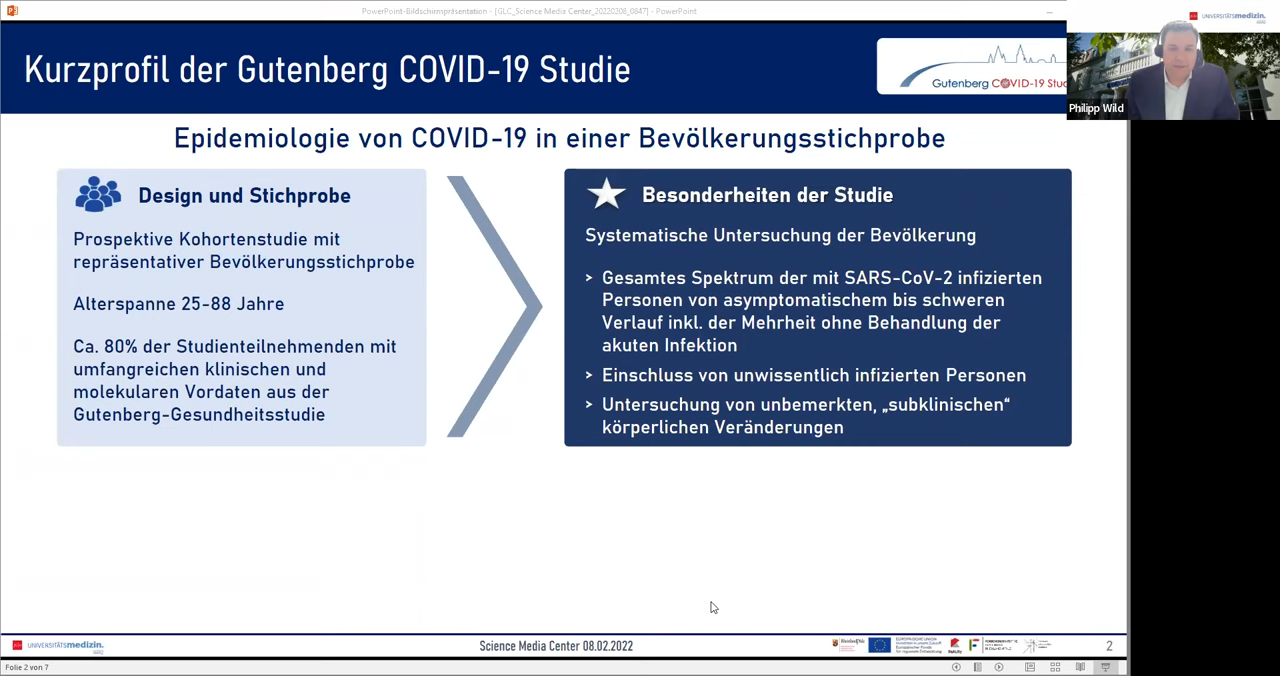 PowerPoint-Bildschirmpräsentation - [GLC_Science Media Center_20220208_0847] - PowerPoint
UNIVERSITÄTSmedizin.
Kurzprofil der Gutenberg COVID-19 Studie
Gutenberg COVID-19
Philipp Wild
Epidemiologie von COVID-19 in einer Bevölkerungsstichprobe
Design und Stichprobe
Prospektive Kohortenstudie mit
repräsentativer Bevölkerungsstichprobe
Alterspanne 25-88 Jahre
Ca. 80% der Studienteilnehmenden mit
umfangreichen klinischen und
molekularen Vordaten aus der
Gutenberg-Gesundheitsstudie
Besonderheiten der Studie
Systematische Untersuchung der Bevölkerung
> Gesamtes Spektrum der mit SARS-CoV-2 infizierten
Personen von asymptomatischem bis schweren
Verlauf inkl. der Mehrheit ohne Behandlung der
akuten Infektion
> Einschluss von unwissentlich infizierten Personen
> Untersuchung von unbemerkten, „subklinischen“
körperlichen Veränderungen
UNIVERSITÄTSmedizin.
Science Media Center 08.02.2022
RheinlandPfalz
2
Folie 2 von 7